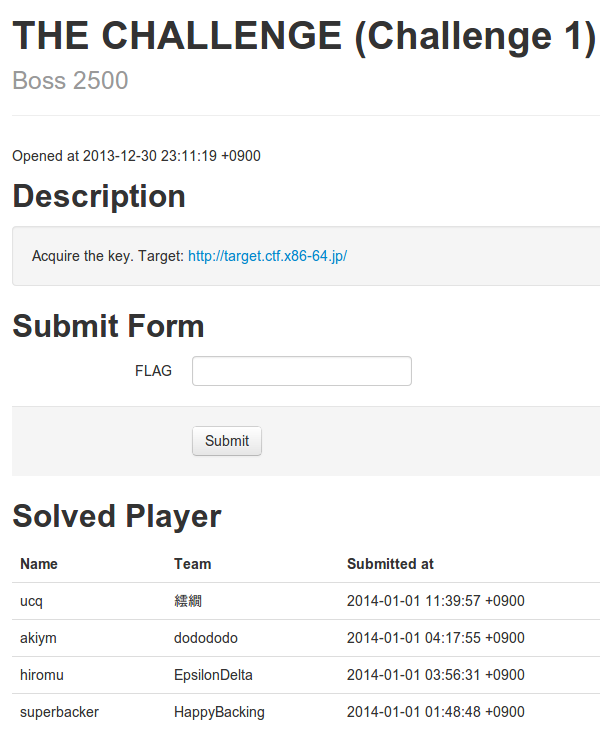 THE CHALLENGE (Challenge 1)
Boss 2500
Opened at 2013-12-30 23:11:19 +0900
Description
Acquire the key. Target: http://target.ctf.x86-64.jp/
Submit Form
FLAG
Submit
Solved Player
Name Team Submitted at
ucq 2014-01-01 11:39:57 +0900
akiym dodododo 2014-01-01 04:17:55 +0900
hiromu EpsilonDelta 2014-01-01 03:56:31 +0900
superbacker HappyBacking 2014-01-01 01:48:48 +0900